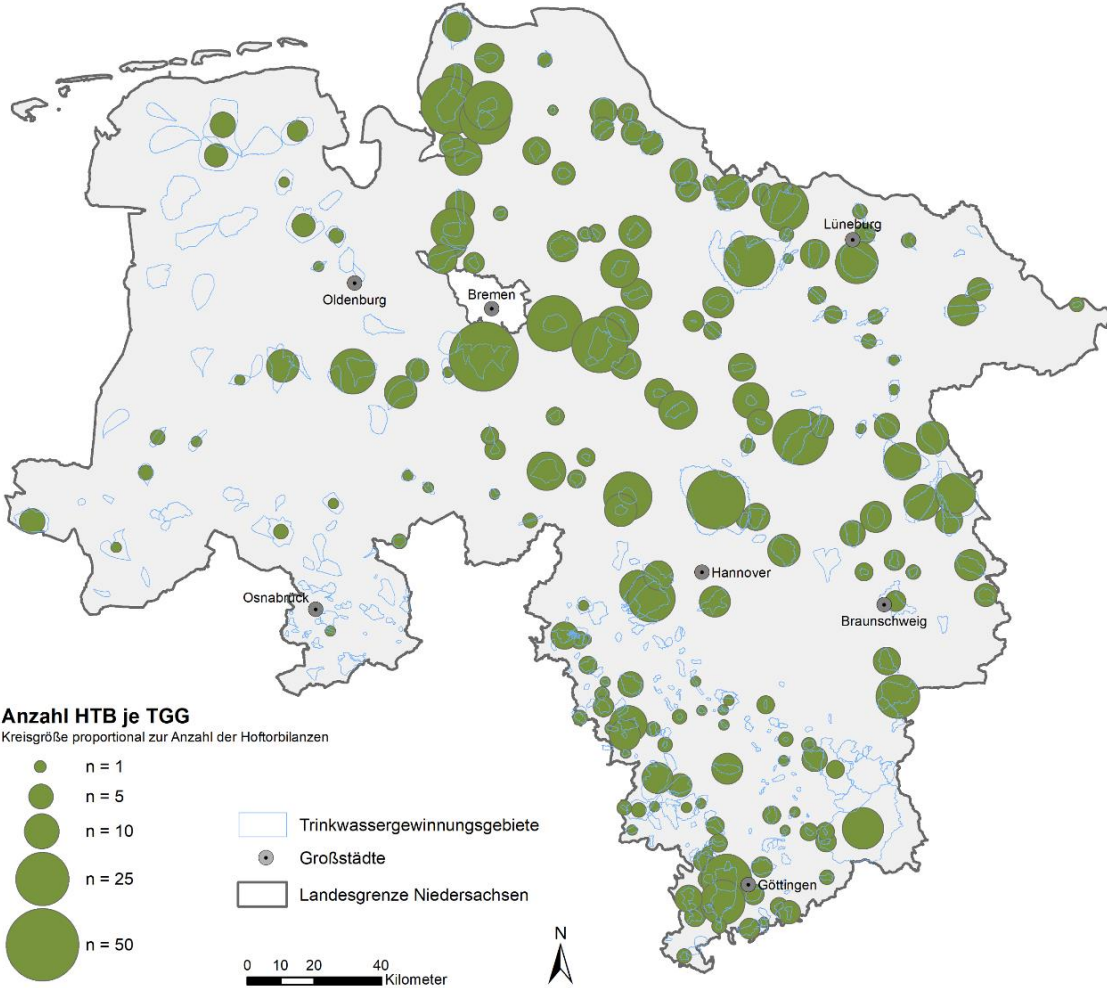 Lüneburg
Oldenburg
Bremen
Hannover
Osnabrück
Braunschweig
Göttingen
Anzahl HTB je TGG
Kreisgröße proportional zur Anzahl der Hoftorbilanzen
n = 1
n = 5
n = 10
n = 25
n = 50
Trinkwassergewinnungsgebiete
Großstädte
Landesgrenze Niedersachsen
N
0 10 20 40
Kilometer